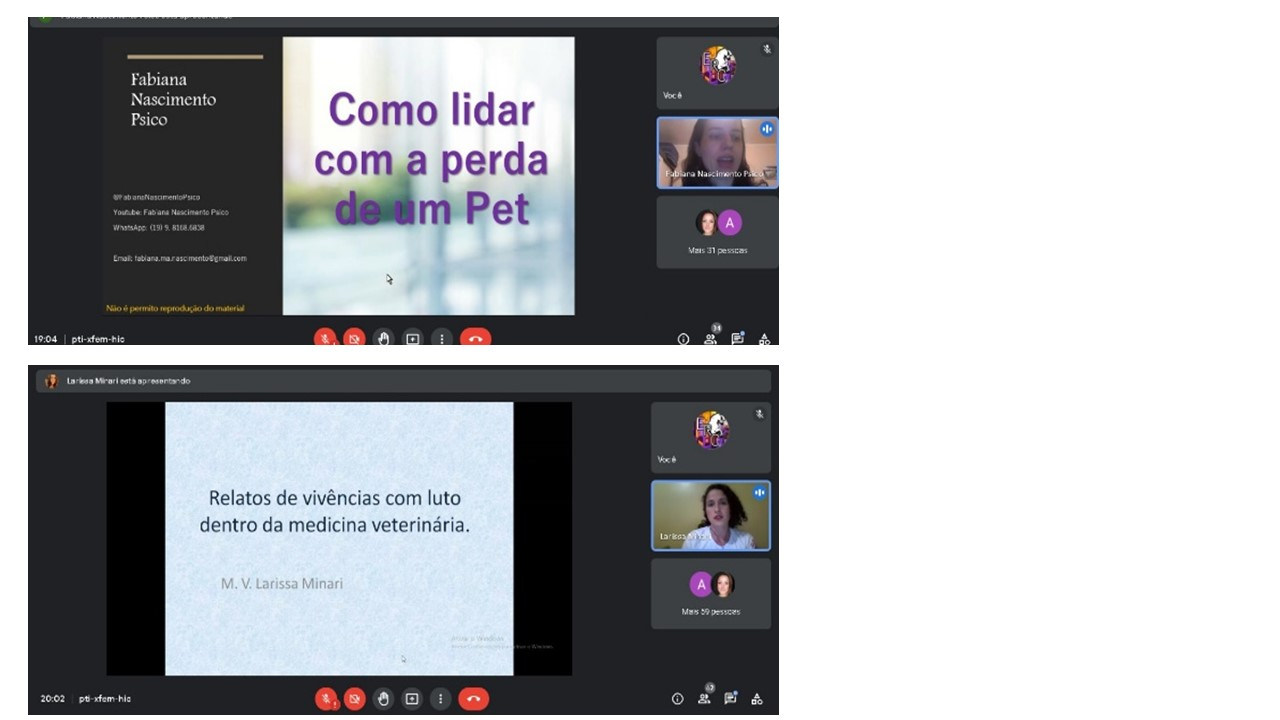 Fabiana
Nascimento
Psico
@FabianaNascimentoPsico
Youtube: Fabiana Nascimento Psico
WhatsApp: (19) 9. 8168.6838
Email: fabiana.ma.nascimento@gmail.com
Não é permito reprodução do material
Como lidar
com a perda
de um Pet
Você
Fabiana Nascimento Psico
A
Mais 31 pessoas
19:04 | pti-xfem-hic
34
Larissa Minari está apresentando
Relatos de vivências com luto
dentro da medicina veterinária.
M. V. Larissa Minari
Você
Larissa Minari
A
Mais 59 pessoas
20:02 | pti-xfem-hic
62